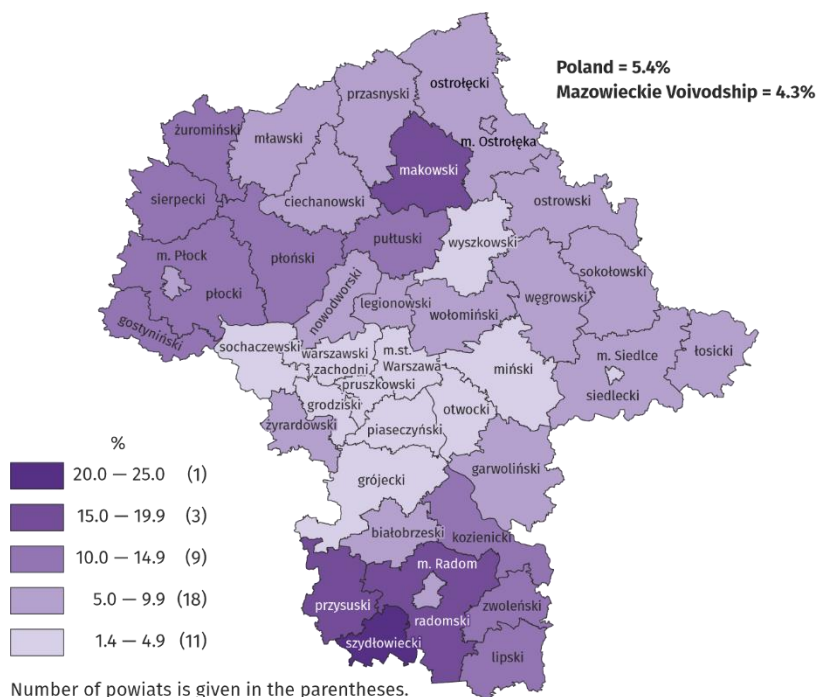 Poland = 5.4%
Mazowieckie Voivodship = 4.3%
ostrołęcki
przasnyski
żuromiński
mławski
m. Ostrołęka
makowski
sierpecki
ciechanowski
ostrowski
pułtuski
wyszkowski
m. Płock
płoński
sokołowski
płocki
nowodworski
legionowski
węgrowski
wołomiński
gostyniński
sochaczewski
warszawski
zachodni
m.st.
Warszawa
łosicki
m. Siedlce
miński
pruszkowski
siedlecki
grodziski
otwocki
żyrardowski
piaseczyński
garwoliński
grójecki
białobrzeski
kozienicki
m. Radom
przysuski
zwoleński
radomski
szydłowiecki
lipski
%
20.0 — 25.0 (1)
15.0 — 19.9 (3)
10.0 — 14.9 (9)
5.0 — 9.9 (18)
1.4 — 4.9 (11)
Number of powiats is given in the parentheses.